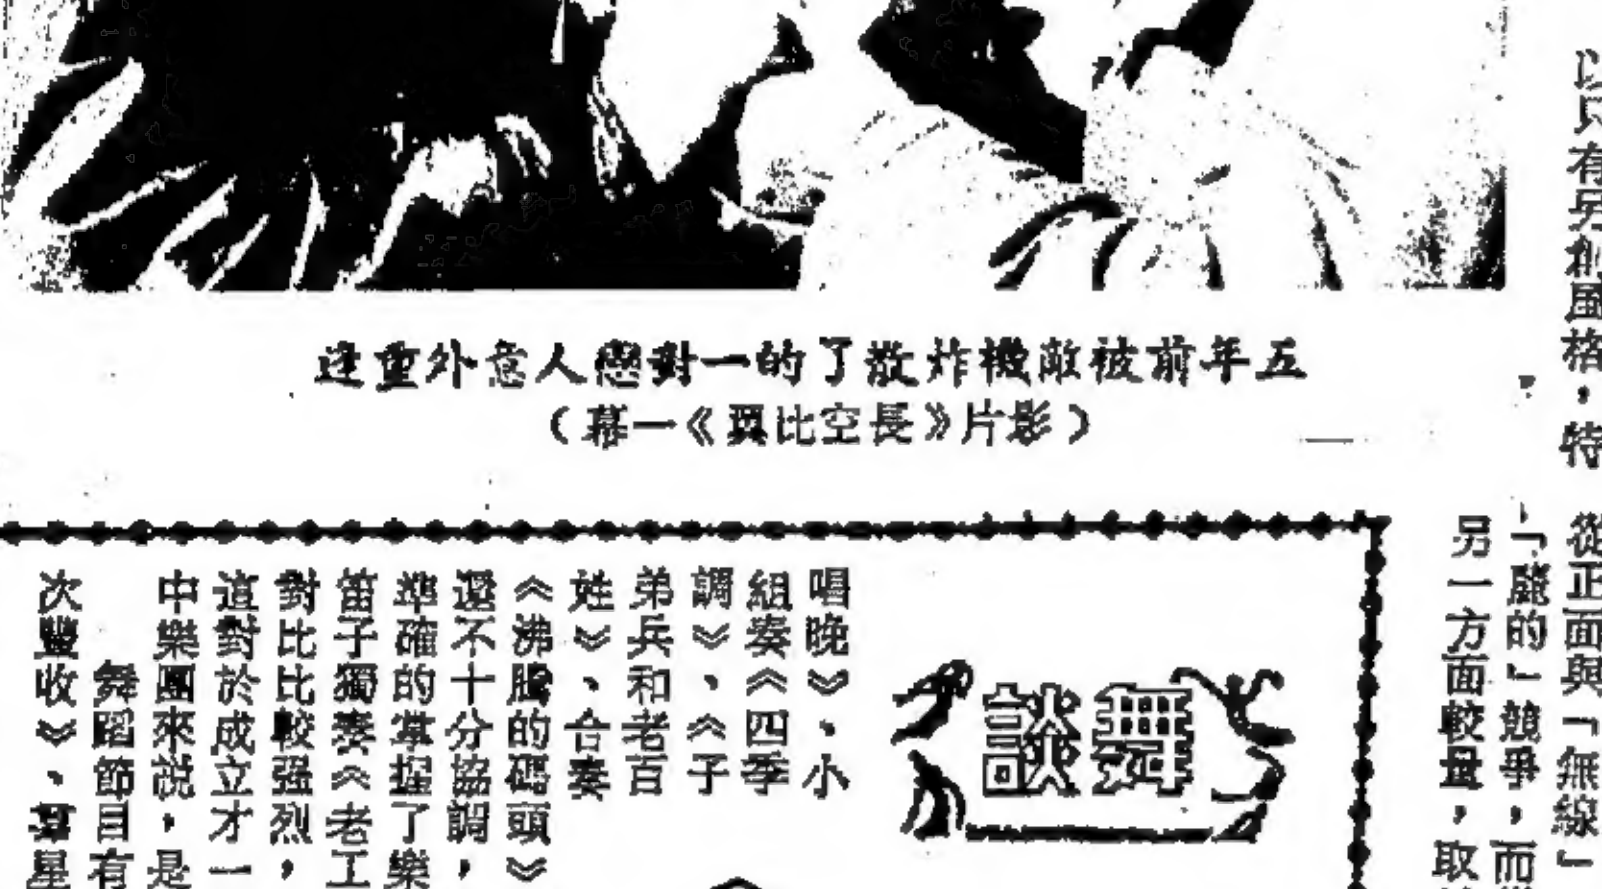 以只有另創風格，特
從正面與「無線」
「麗的」競爭，而
另一方面較量，取
五年前被敵機炸散了的一對戀人意外重逢
（影片《長空比翼》一幕）
舞談
唱晚》、小
組奏《四季
調》、《子
弟兵和老百
姓》、合奏
《沸騰的碼頭》
還不十分協調，
準確的掌握了樂
笛子獨奏《老工
對比比較强烈，
這對於成立才一
中樂團來說，是
舞蹈節目有
次豐收》、羣星